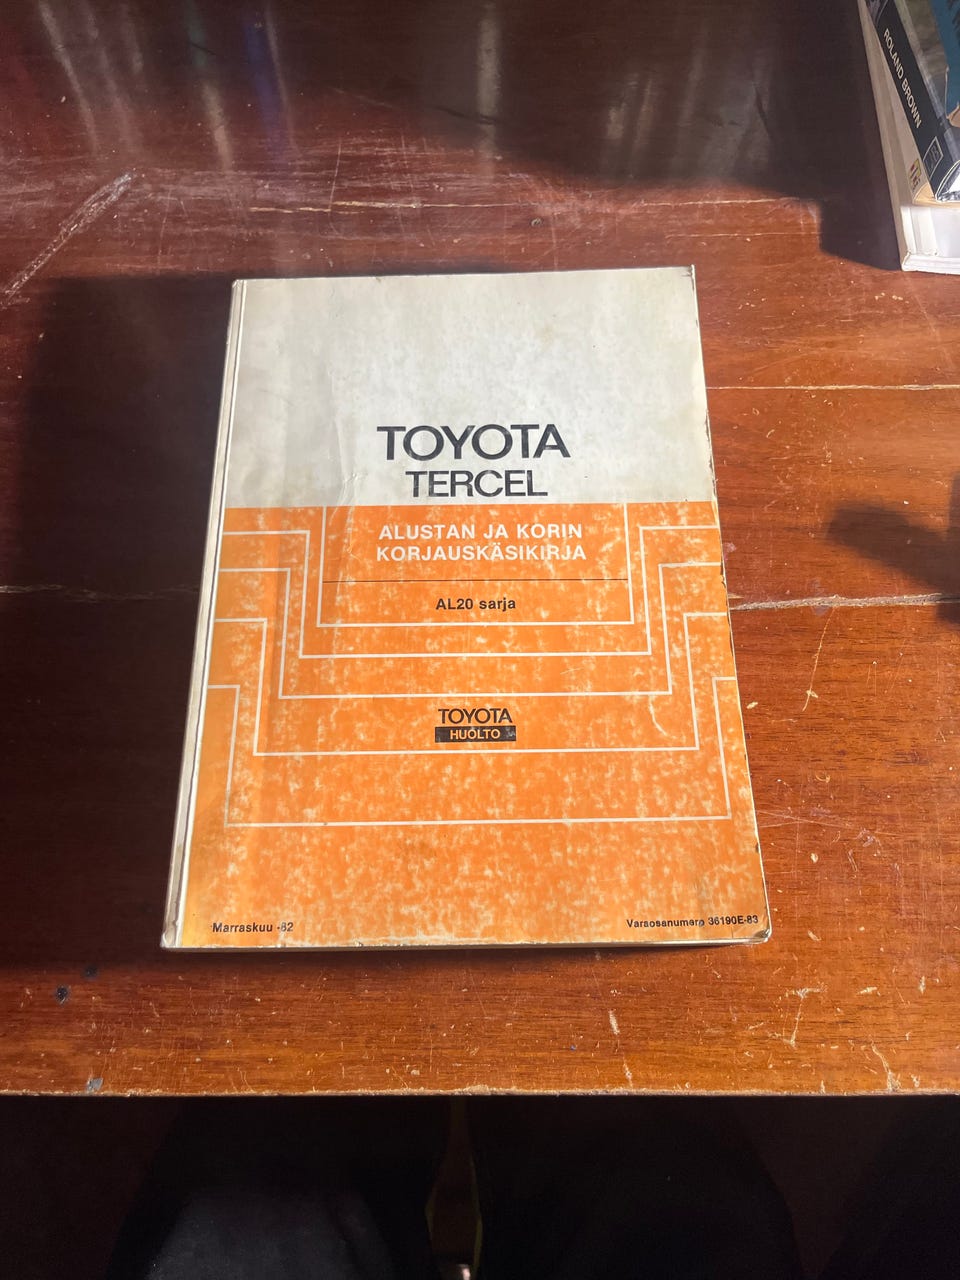 ROLAND BROWN
TOYOTA
TERCEL
ALUSTAN JA KORIN
KORJAUSKÄSIKIRJA
AL20 sarja
TOYOTA
HUOLTO
Marraskuu -82
Varaosanumero 36190E-83